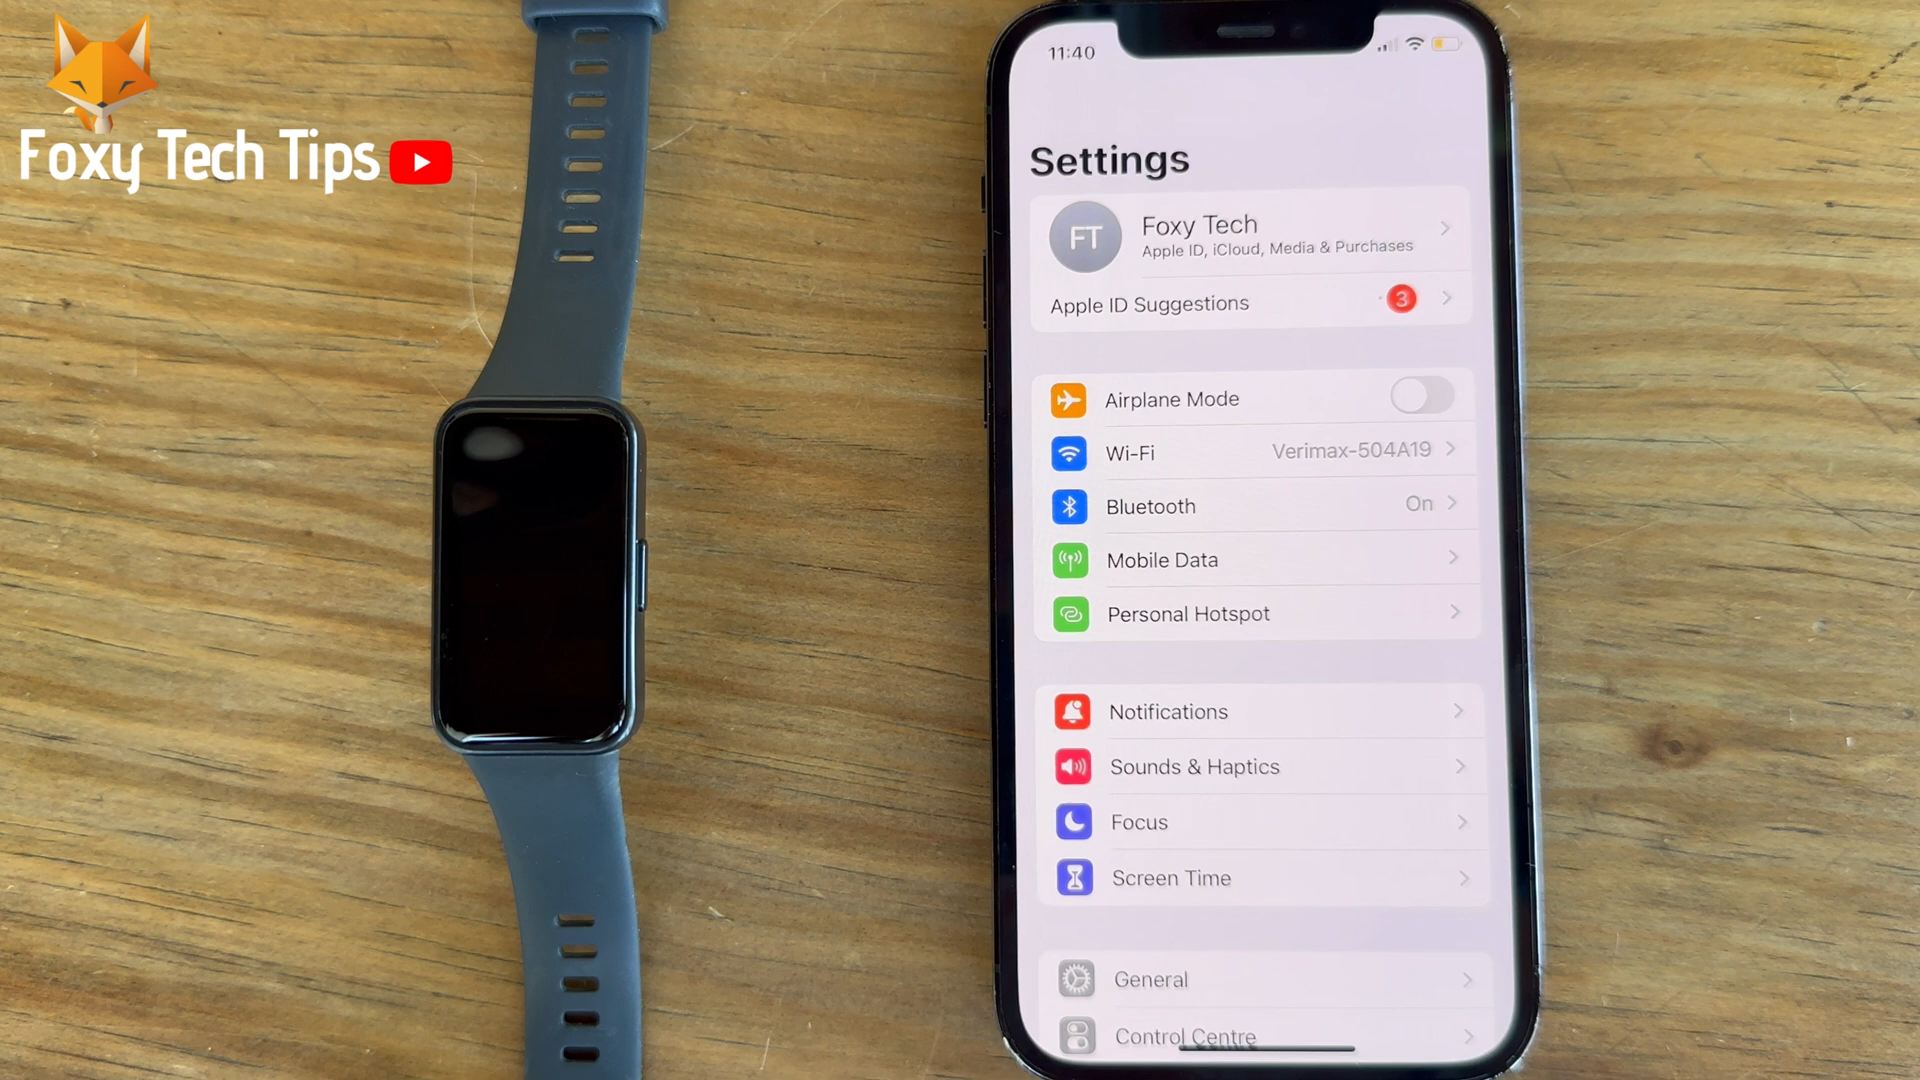 Foxy Tech Tips
11:40
Settings
FT
Foxy Tech
Apple ID, iCloud, Media & Purchases
Apple ID Suggestions 3
Airplane Mode
Wi-Fi Verimax-504A19
Bluetooth On
Mobile Data
Personal Hotspot
Notifications
Sounds & Haptics
Focus
Screen Time
General
Control Centre